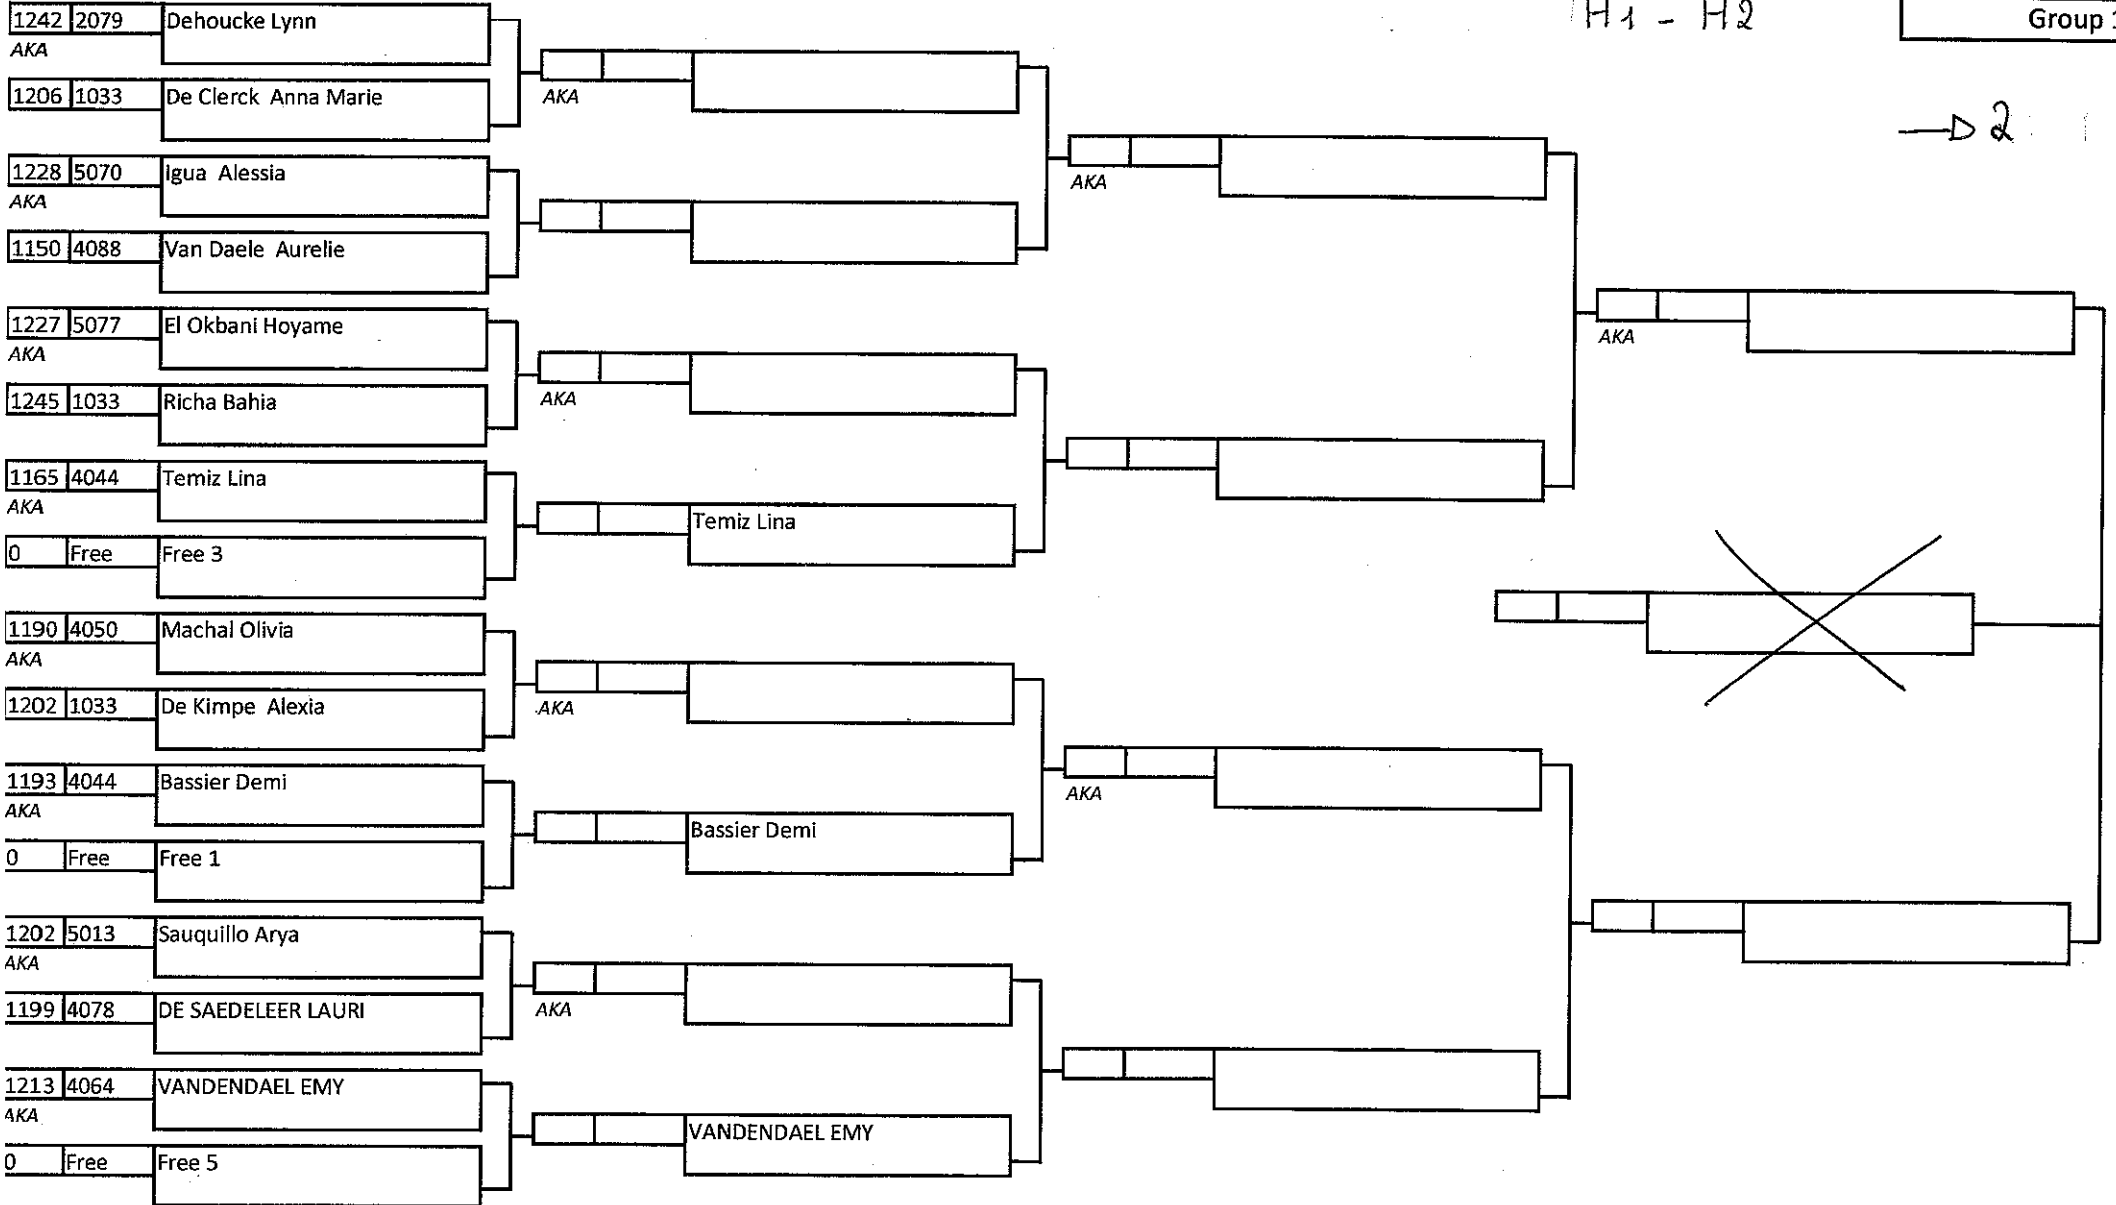 H1 - H2
Group 1
→ 2
1242 2079 Dehoucke Lynn
AKA
1206 1033 De Clerck Anna Marie
AKA
1228 5070 Igua Alessia
AKA
AKA
1150 4088 Van Daele Aurelie
1227 5077 El Okbani Hoyame
AKA
AKA
1245 1033 Richa Bahia
AKA
1165 4044 Temiz Lina
AKA
Temiz Lina
0 Free Free 3
1190 4050 Machal Olivia
AKA
1202 1033 De Kimpe Alexia
AKA
1193 4044 Bassier Demi
AKA
AKA
Bassier Demi
0 Free Free 1
1202 5013 Sauquillo Arya
AKA
1199 4078 DE SAEDELEER LAURI
AKA
1213 4064 VANDENDAEL EMY
AKA
VANDENDAEL EMY
0 Free Free 5